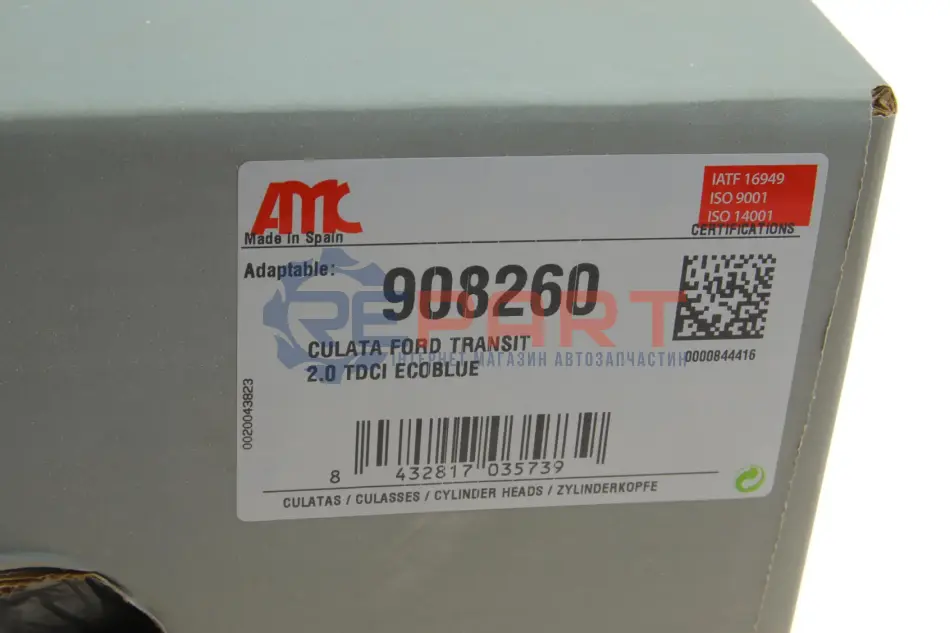 AMC
Made in Spain
IATF 16949
ISO 9001
ISO 14001
CERTIFICATIONS
Adaptable:
908260
REPART
ІНТЕРНЕТ МАГАЗИН АВТОЗАПЧАСТИН
CULATA FORD TRANSIT
2.0 TDCI ECOBLUE
0000844416
0020043823
8 432817 035739
CULATAS / CULASSES / CYLINDER HEADS / ZYLINDERKOPFE